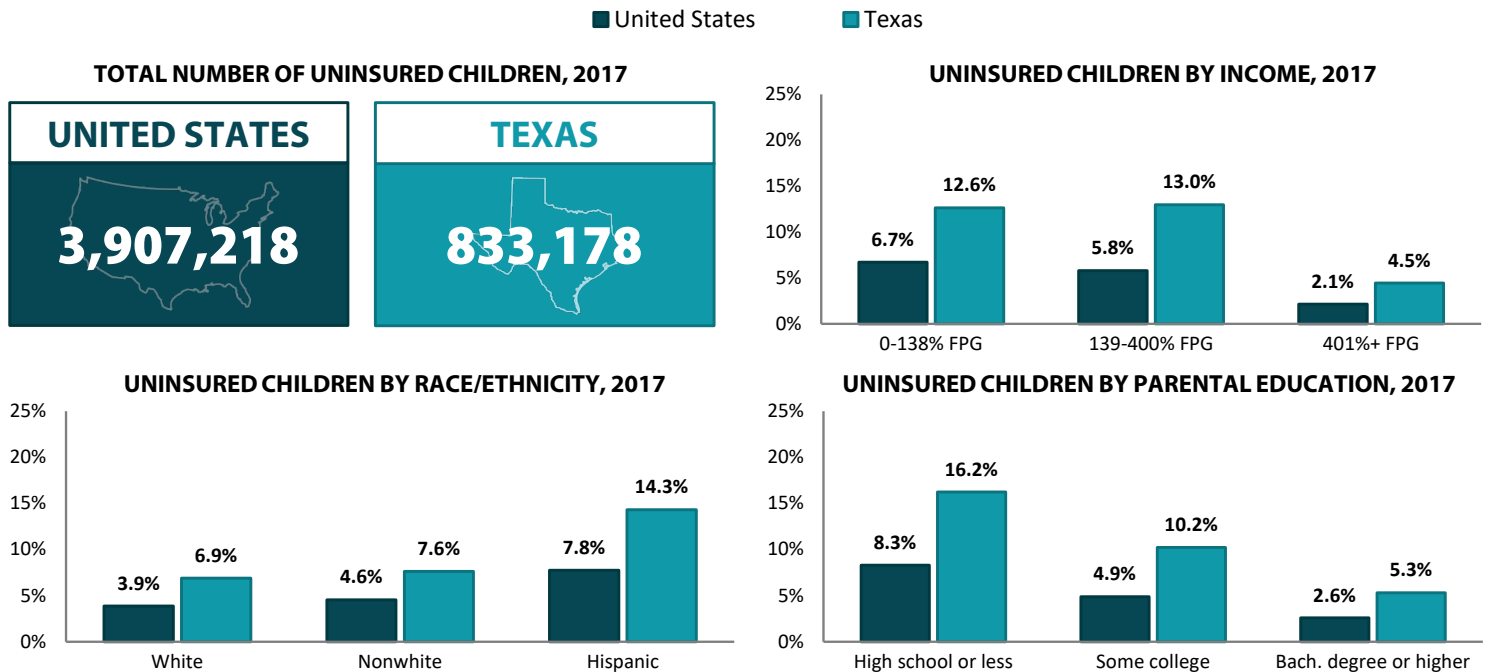 United States
Texas
TOTAL NUMBER OF UNINSURED CHILDREN, 2017
UNITED STATES
3,907,218
TEXAS
833,178
UNINSURED CHILDREN BY INCOME, 2017
25%
20%
15%
10%
5%
0%
6.7%
12.6%
5.8%
13.0%
2.1%
4.5%
0-138% FPG
139-400% FPG
401%+ FPG
UNINSURED CHILDREN BY RACE/ETHNICITY, 2017
25%
20%
15%
10%
5%
0%
3.9%
6.9%
4.6%
7.6%
7.8%
14.3%
White
Nonwhite
Hispanic
UNINSURED CHILDREN BY PARENTAL EDUCATION, 2017
25%
20%
15%
10%
5%
0%
8.3%
16.2%
4.9%
10.2%
2.6%
5.3%
High school or less
Some college
Bach. degree or higher